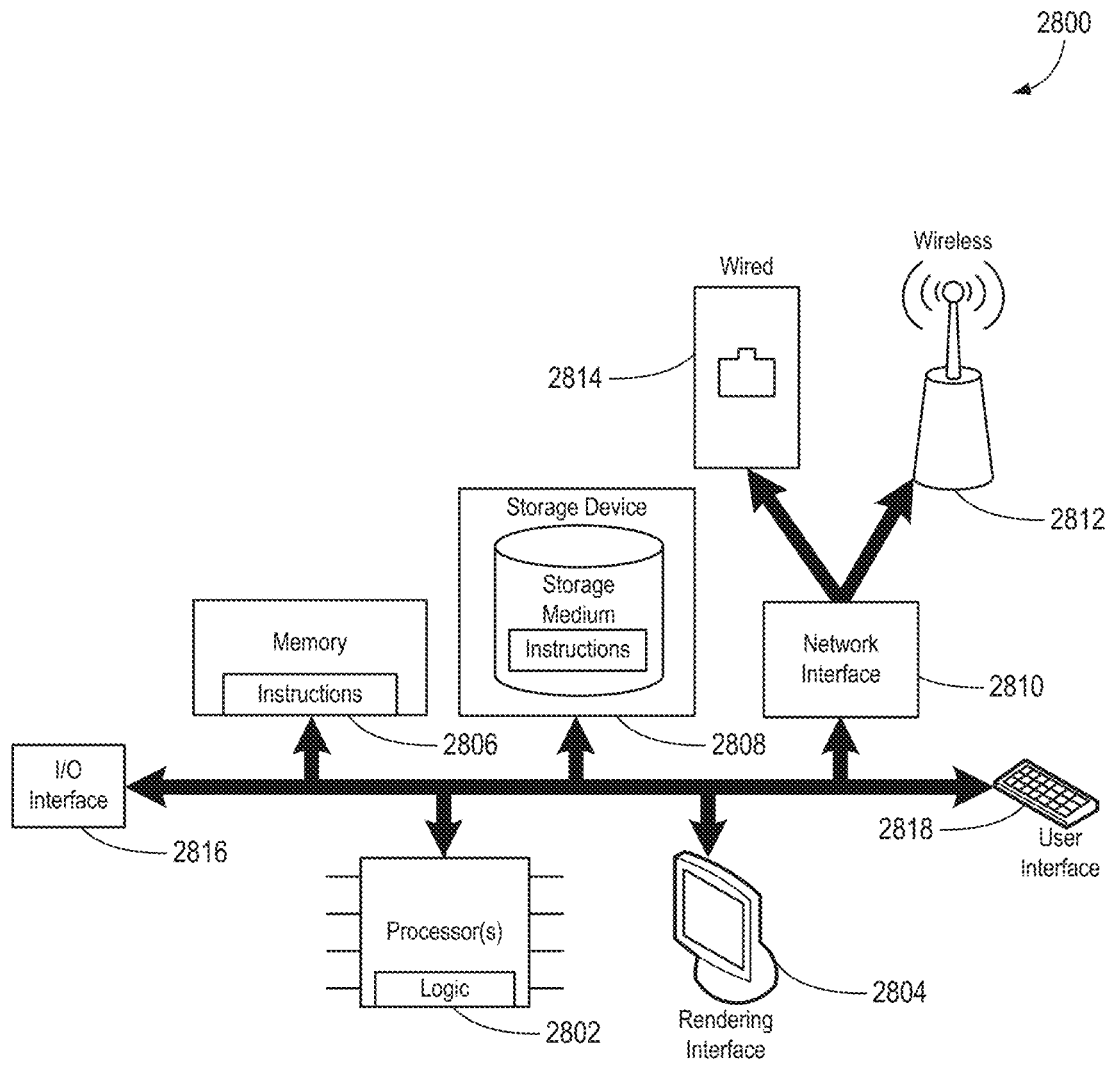 2800
Wireless
Wired
2814
2812
Storage Device
Storage
Medium
Instructions
Memory
Instructions
Network
Interface
2810
2806
2808
I/O
Interface
2816
2818
User
Interface
Processor(s)
Logic
2802
2804
Rendering
Interface